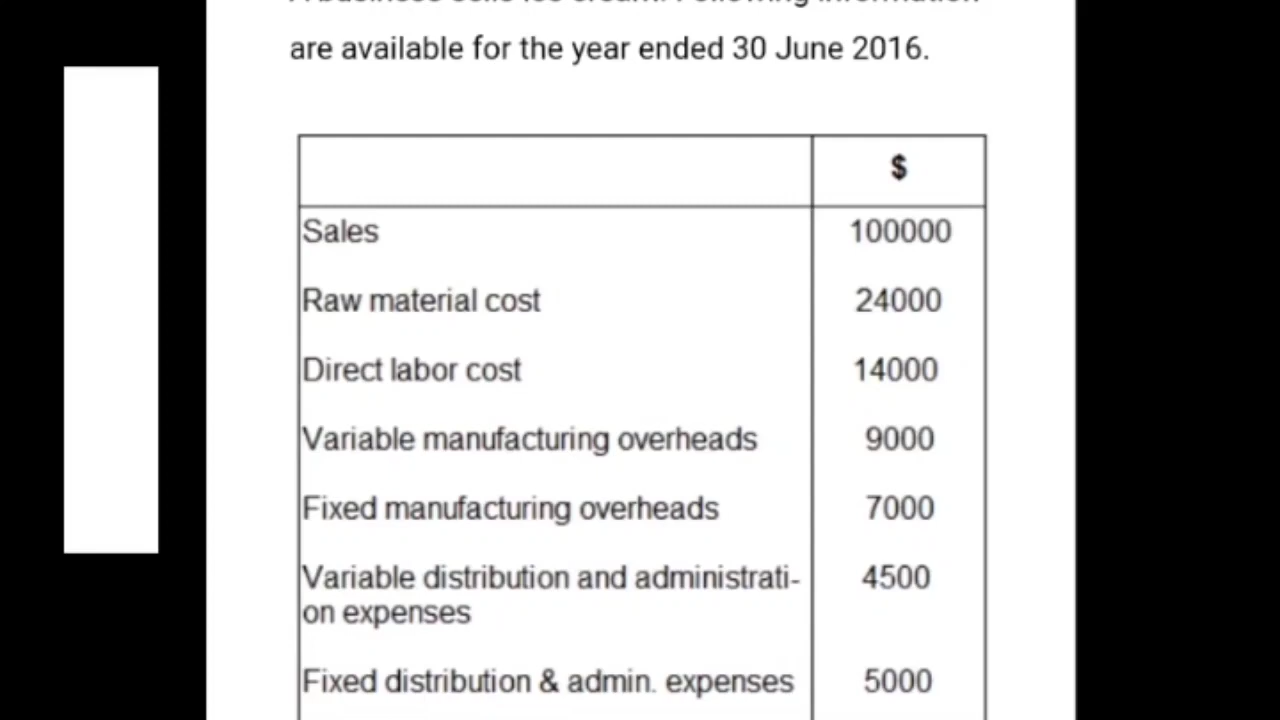 are available for the year ended 30 June 2016.
$
Sales 100000
Raw material cost 24000
Direct labor cost 14000
Variable manufacturing overheads 9000
Fixed manufacturing overheads 7000
Variable distribution and administrati- 4500
on expenses
Fixed distribution & admin. expenses 5000